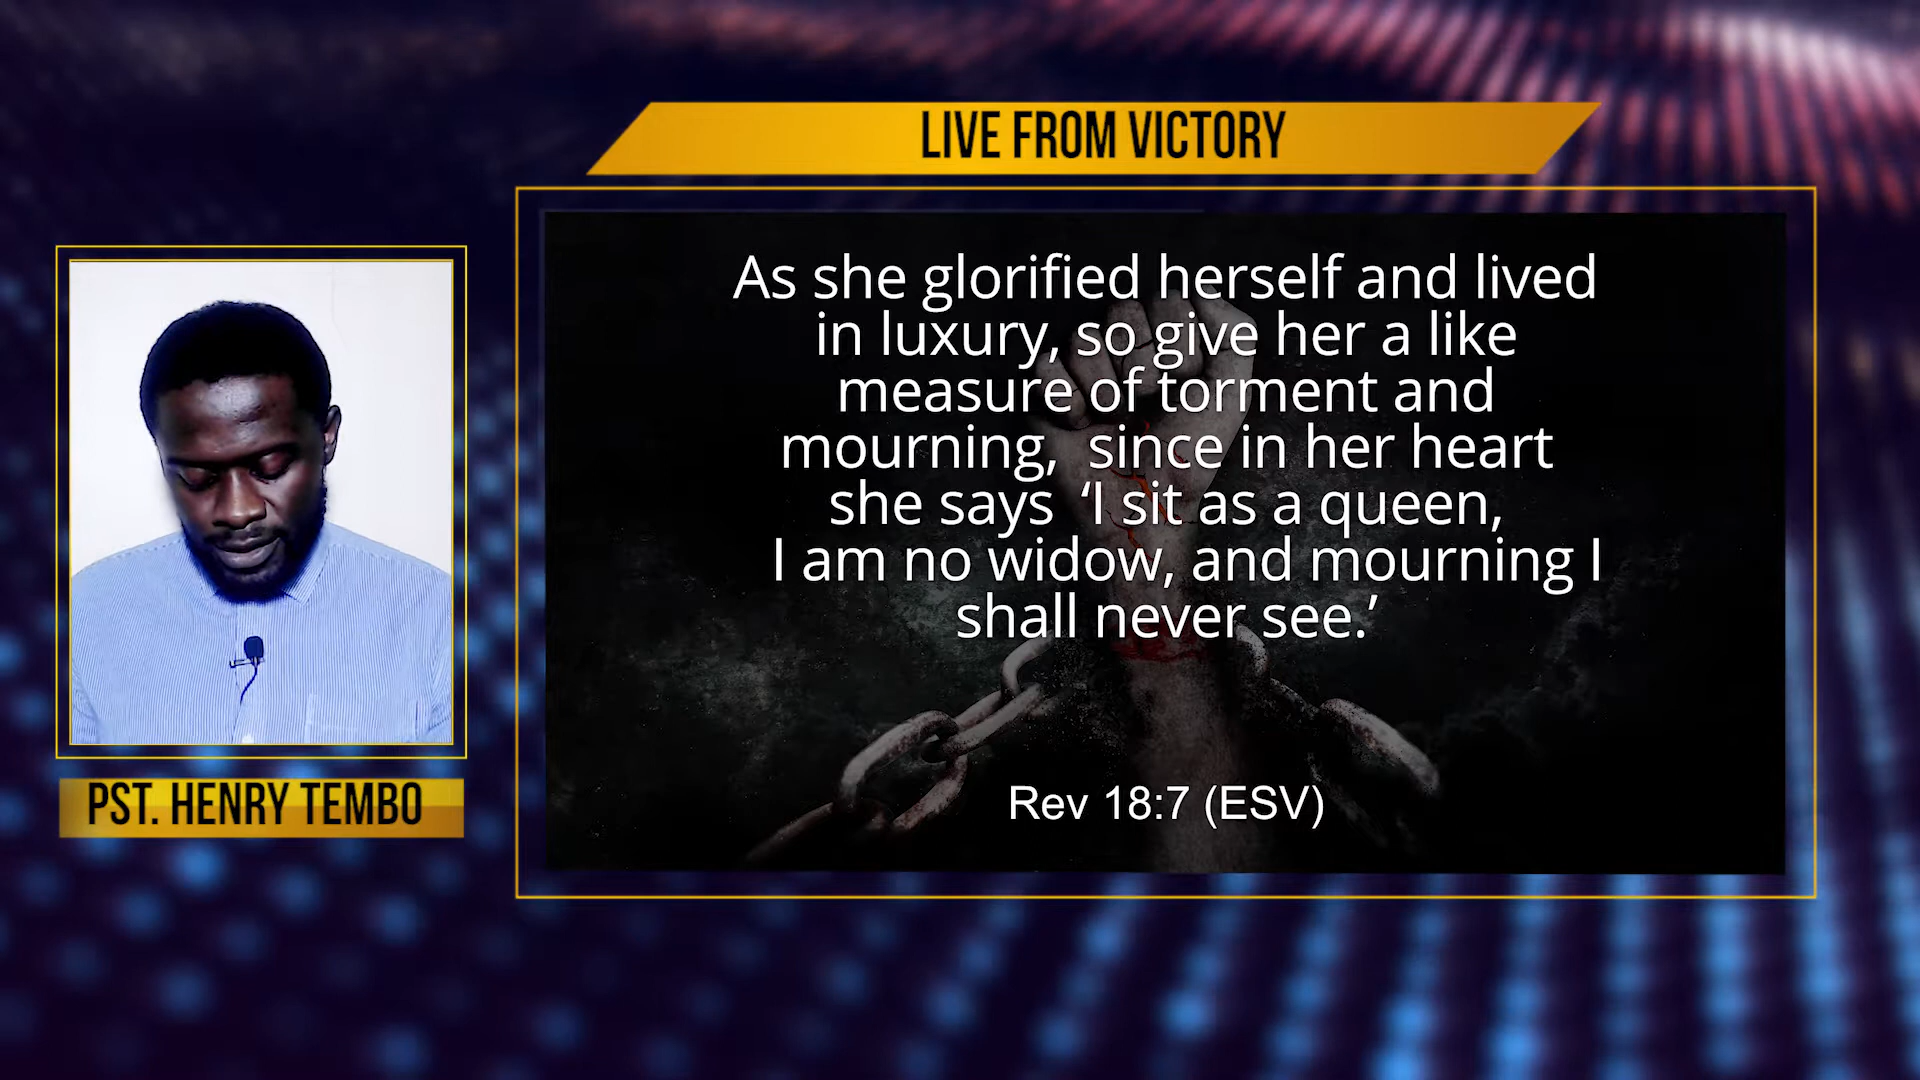 LIVE FROM VICTORY
As she glorified herself and lived
in luxury, so give her a like
measure of torment and
mourning,  since in her heart
she says  ‘I sit as a queen,
I am no widow, and mourning I
shall never see.’
Rev 18:7 (ESV)
PST. HENRY TEMBO